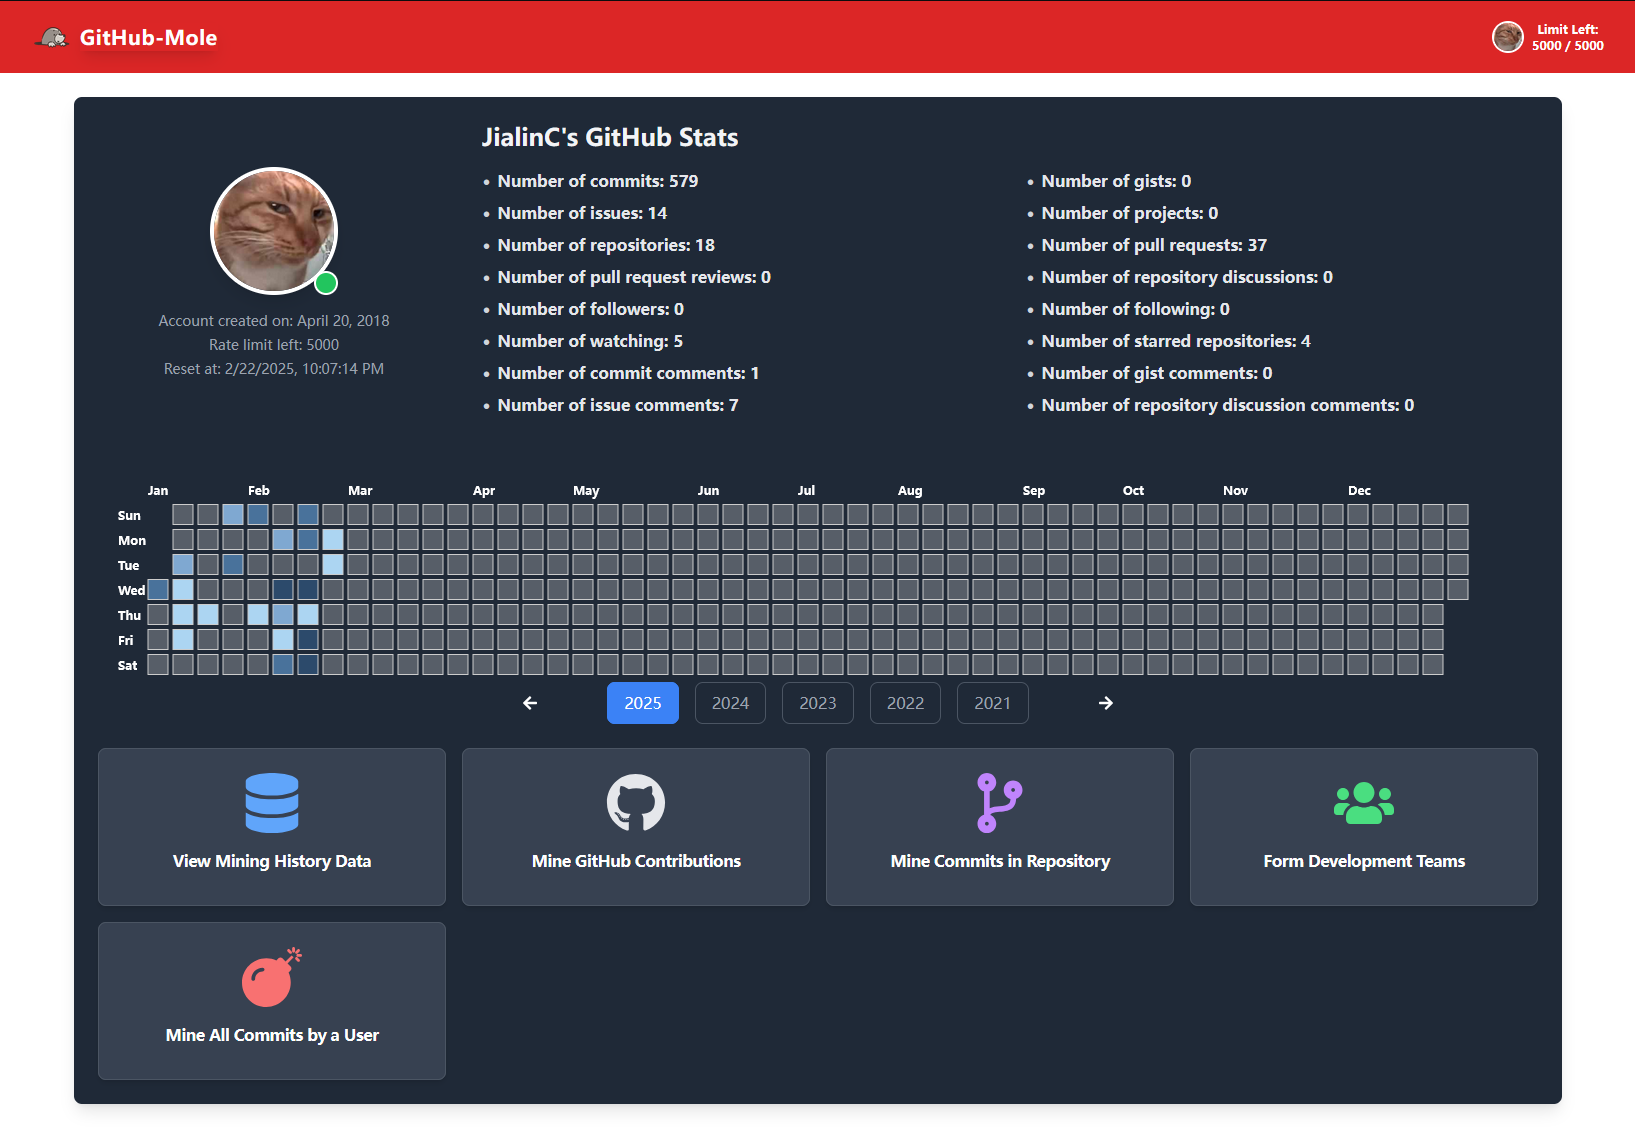 GitHub-Mole
Limit Left:
5000 / 5000
JialinC's GitHub Stats
Account created on: April 20, 2018
Rate limit left: 5000
Reset at: 2/22/2025, 10:07:14 PM
• Number of commits: 579
• Number of issues: 14
• Number of repositories: 18
• Number of pull request reviews: 0
• Number of followers: 0
• Number of watching: 5
• Number of commit comments: 1
• Number of issue comments: 7
• Number of gists: 0
• Number of projects: 0
• Number of pull requests: 37
• Number of repository discussions: 0
• Number of following: 0
• Number of starred repositories: 4
• Number of gist comments: 0
• Number of repository discussion comments: 0
Jan Feb Mar Apr May Jun Jul Aug Sep Oct Nov Dec
Sun
Mon
Tue
Wed
Thu
Fri
Sat
2025 2024 2023 2022 2021
View Mining History Data
Mine GitHub Contributions
Mine Commits in Repository
Form Development Teams
Mine All Commits by a User